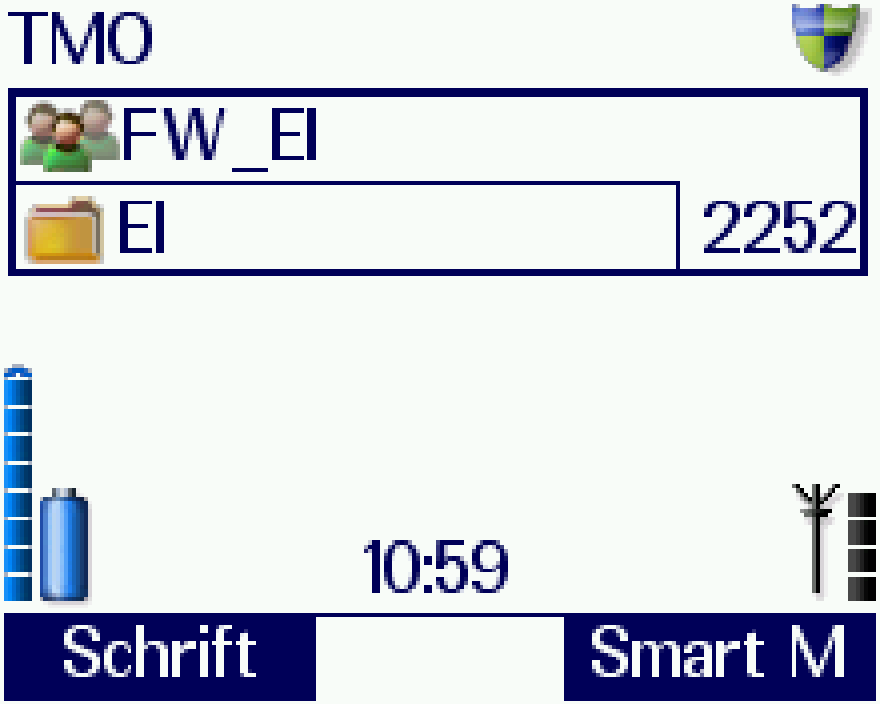 TMO
FW_EI
EI 2252
10:59
Schrift Smart M